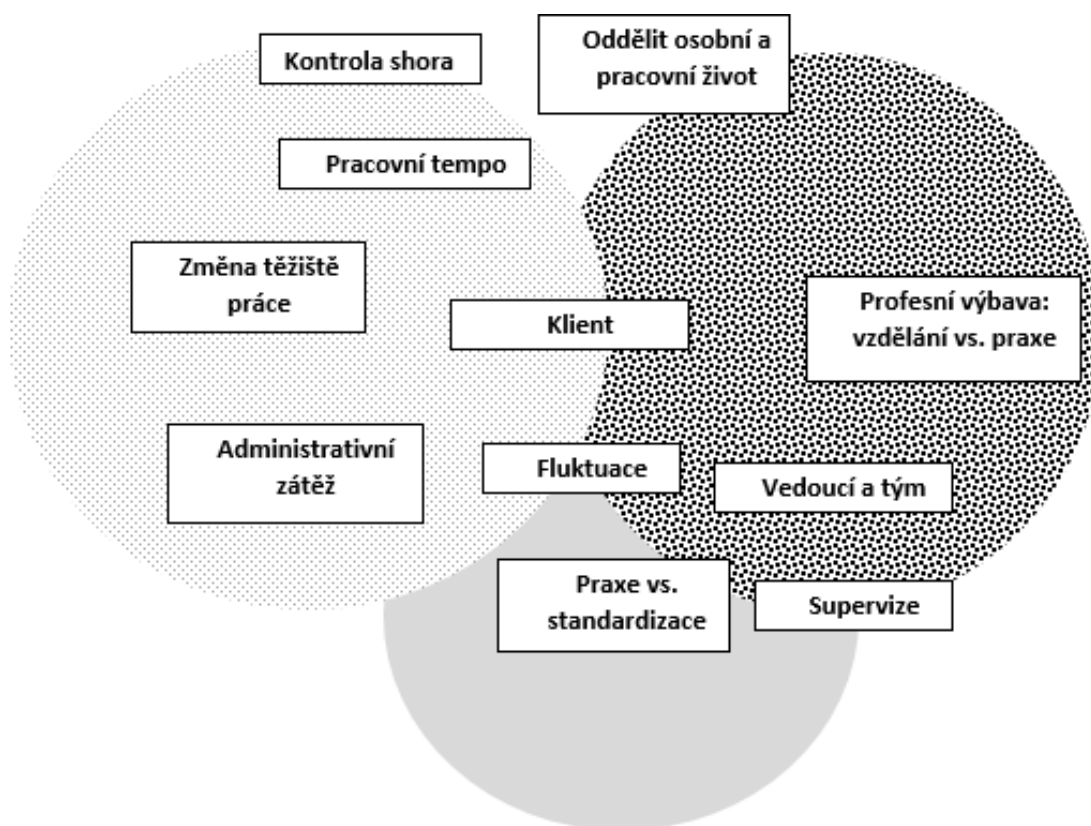 Kontrola shora
Oddělit osobní a
pracovní život
Pracovní tempo
Změna těžiště
práce
Klient
Profesní výbava:
vzdělání vs. praxe
Administrativní
zátěž
Fluktuace
Vedoucí a tým
Praxe vs.
standardizace
Supervize